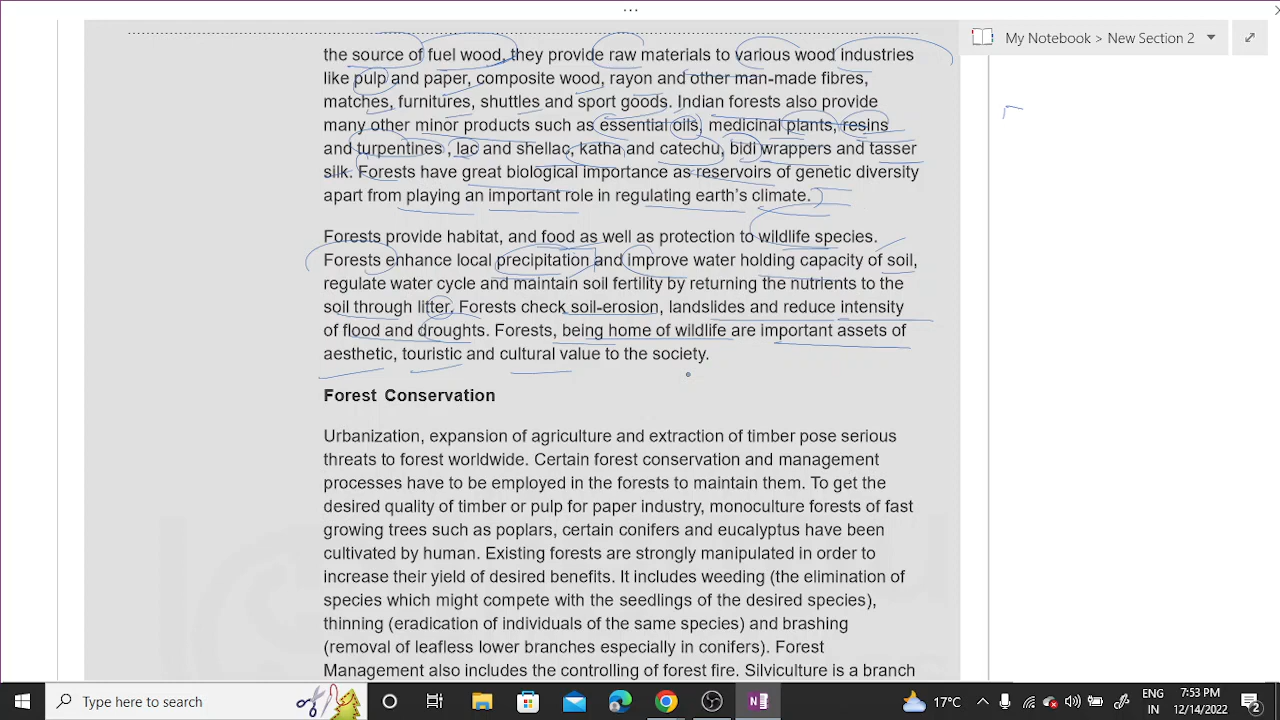 ...
My Notebook > New Section 2
the source of fuel wood, they provide raw materials to various wood industries
like pulp and paper, composite wood, rayon and other man-made fibres,
matches, furnitures, shuttles and sport goods. Indian forests also provide
many other minor products such as essential oils, medicinal plants, resins
and turpentines , lac and shellac, katha and catechu, bidi wrappers and tasser
silk. Forests have great biological importance as reservoirs of genetic diversity
apart from playing an important role in regulating earth's climate.
Forests provide habitat, and food as well as protection to wildlife species.
Forests enhance local precipitation and improve water holding capacity of soil,
regulate water cycle and maintain soil fertility by returning the nutrients to the
soil through litter. Forests check soil-erosion, landslides and reduce intensity
of flood and droughts. Forests, being home of wildlife are important assets of
aesthetic, touristic and cultural value to the society.
Forest Conservation
Urbanization, expansion of agriculture and extraction of timber pose serious
threats to forest worldwide. Certain forest conservation and management
processes have to be employed in the forests to maintain them. To get the
desired quality of timber or pulp for paper industry, monoculture forests of fast
growing trees such as poplars, certain conifers and eucalyptus have been
cultivated by human. Existing forests are strongly manipulated in order to
increase their yield of desired benefits. It includes weeding (the elimination of
species which might compete with the seedlings of the desired species),
thinning (eradication of individuals of the same species) and brashing
(removal of leafless lower branches especially in conifers). Forest
Management also includes the controlling of forest fire. Silviculture is a branch
Type here to search
17°C
ENG
IN
7:53 PM
12/14/2022
2